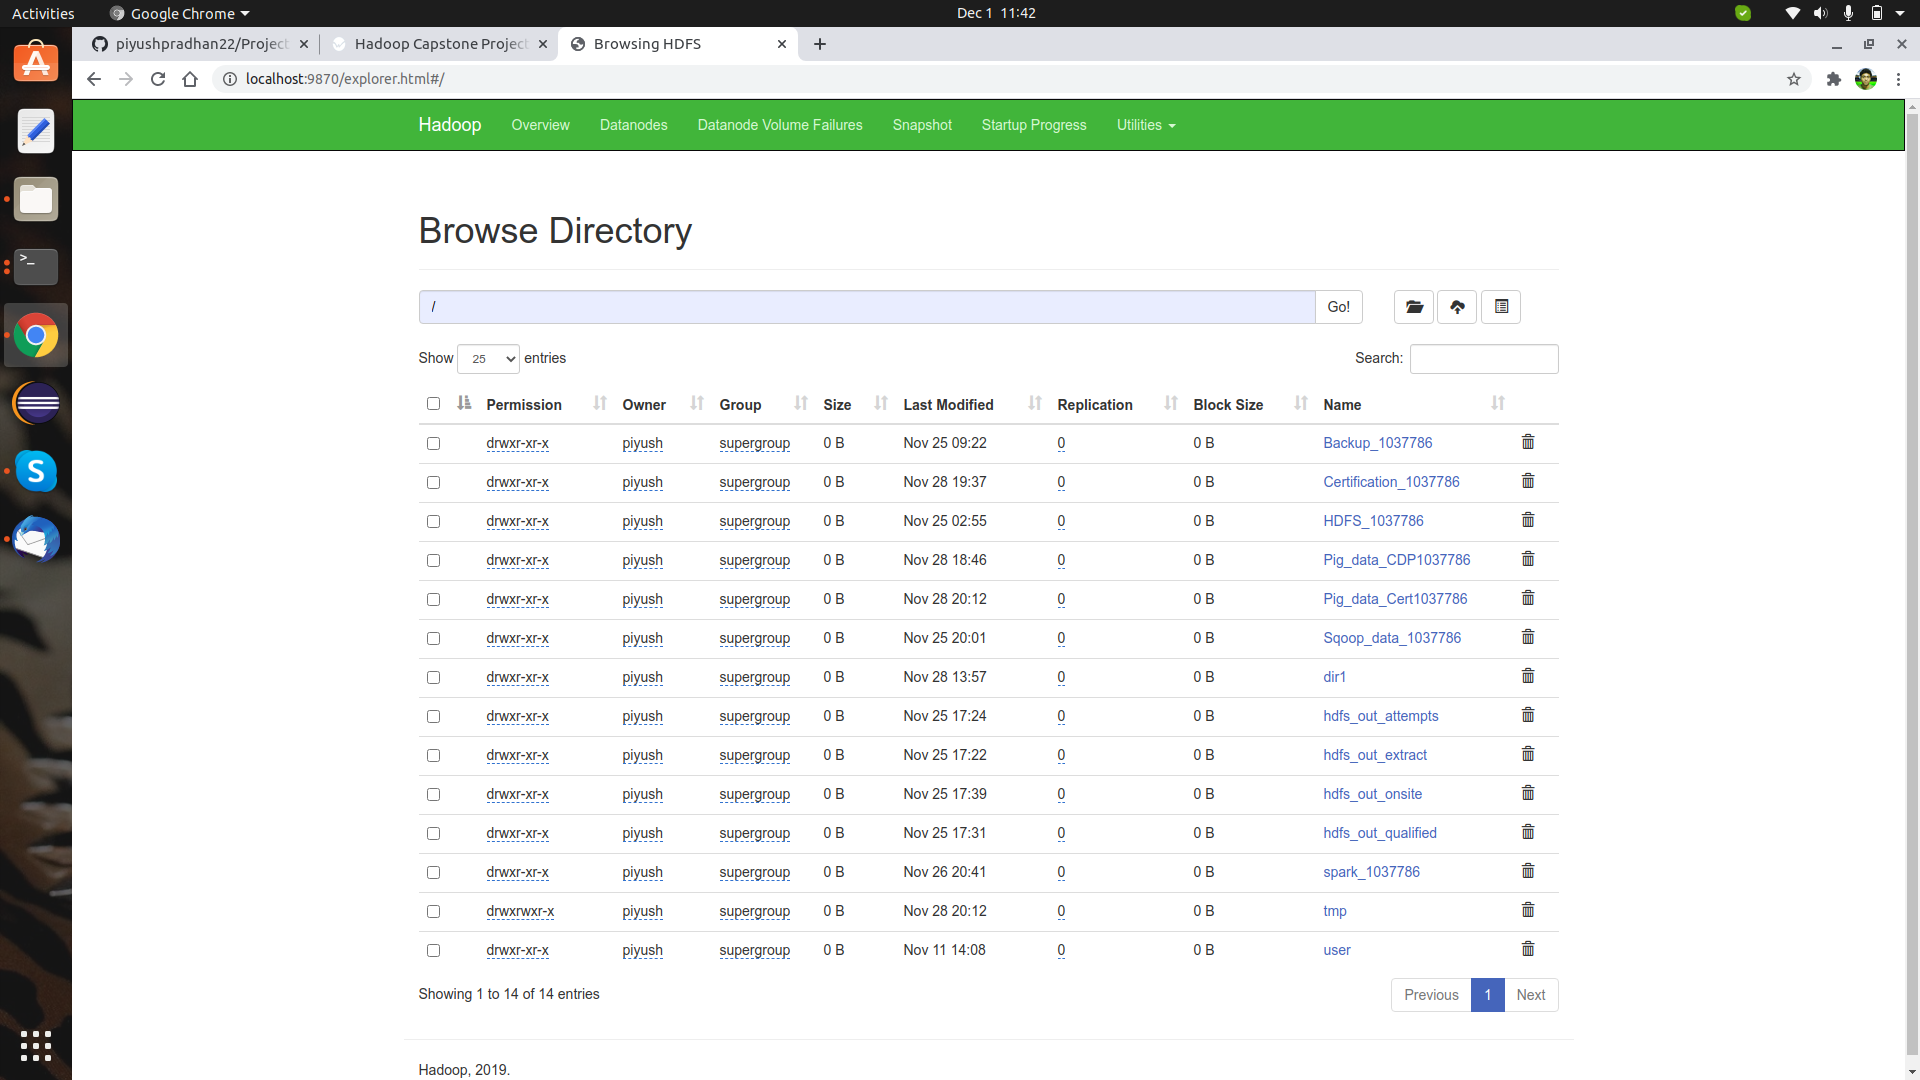 Activities Google Chrome Dec 1 11:42
piyushpradhan22/Project Hadoop Capstone Projec Browsing HDFS
localhost:9870/explorer.html#/
Hadoop Overview Datanodes Datanode Volume Failures Snapshot Startup Progress Utilities
Browse Directory
/ Go!
Show 25 entries Search:
Permission Owner Group Size Last Modified Replication Block Size Name
drwxr-xr-x piyush supergroup 0 B Nov 25 09:22 0 0 B Backup_1037786
drwxr-xr-x piyush supergroup 0 B Nov 28 19:37 0 0 B Certification_1037786
drwxr-xr-x piyush supergroup 0 B Nov 25 02:55 0 0 B HDFS_1037786
drwxr-xr-x piyush supergroup 0 B Nov 28 18:46 0 0 B Pig_data_CDP1037786
drwxr-xr-x piyush supergroup 0 B Nov 28 20:12 0 0 B Pig_data_Cert1037786
drwxr-xr-x piyush supergroup 0 B Nov 25 20:01 0 0 B Sqoop_data_1037786
drwxr-xr-x piyush supergroup 0 B Nov 28 13:57 0 0 B dir1
drwxr-xr-x piyush supergroup 0 B Nov 25 17:24 0 0 B hdfs_out_attempts
drwxr-xr-x piyush supergroup 0 B Nov 25 17:22 0 0 B hdfs_out_extract
drwxr-xr-x piyush supergroup 0 B Nov 25 17:39 0 0 B hdfs_out_onsite
drwxr-xr-x piyush supergroup 0 B Nov 25 17:31 0 0 B hdfs_out_qualified
drwxr-xr-x piyush supergroup 0 B Nov 26 20:41 0 0 B spark_1037786
drwxrwxr-x piyush supergroup 0 B Nov 28 20:12 0 0 B tmp
drwxr-xr-x piyush supergroup 0 B Nov 11 14:08 0 0 B user
Showing 1 to 14 of 14 entries Previous 1 Next
Hadoop, 2019.